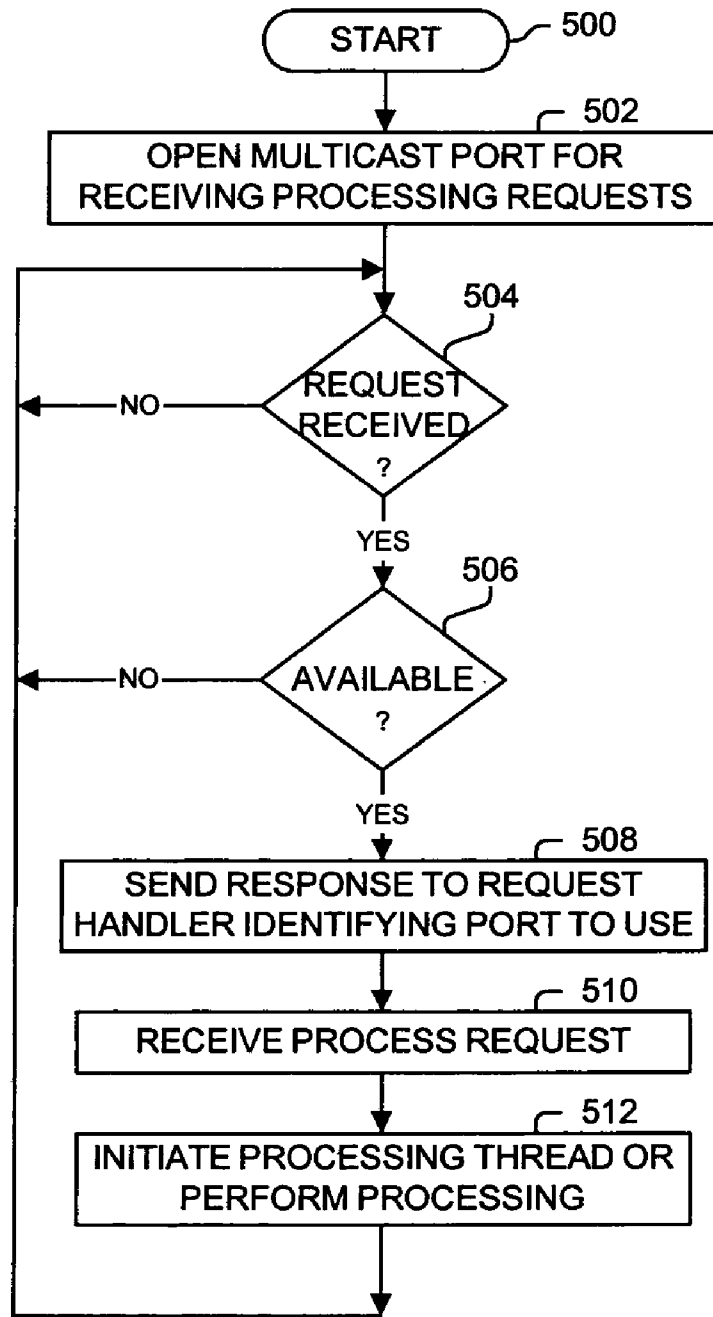 START
500
502
OPEN MULTICAST PORT FOR
RECEIVING PROCESSING REQUESTS
504
REQUEST
RECEIVED
?
NO
YES
506
AVAILABLE
?
NO
YES
508
SEND RESPONSE TO REQUEST
HANDLER IDENTIFYING PORT TO USE
510
RECEIVE PROCESS REQUEST
512
INITIATE PROCESSING THREAD OR
PERFORM PROCESSING